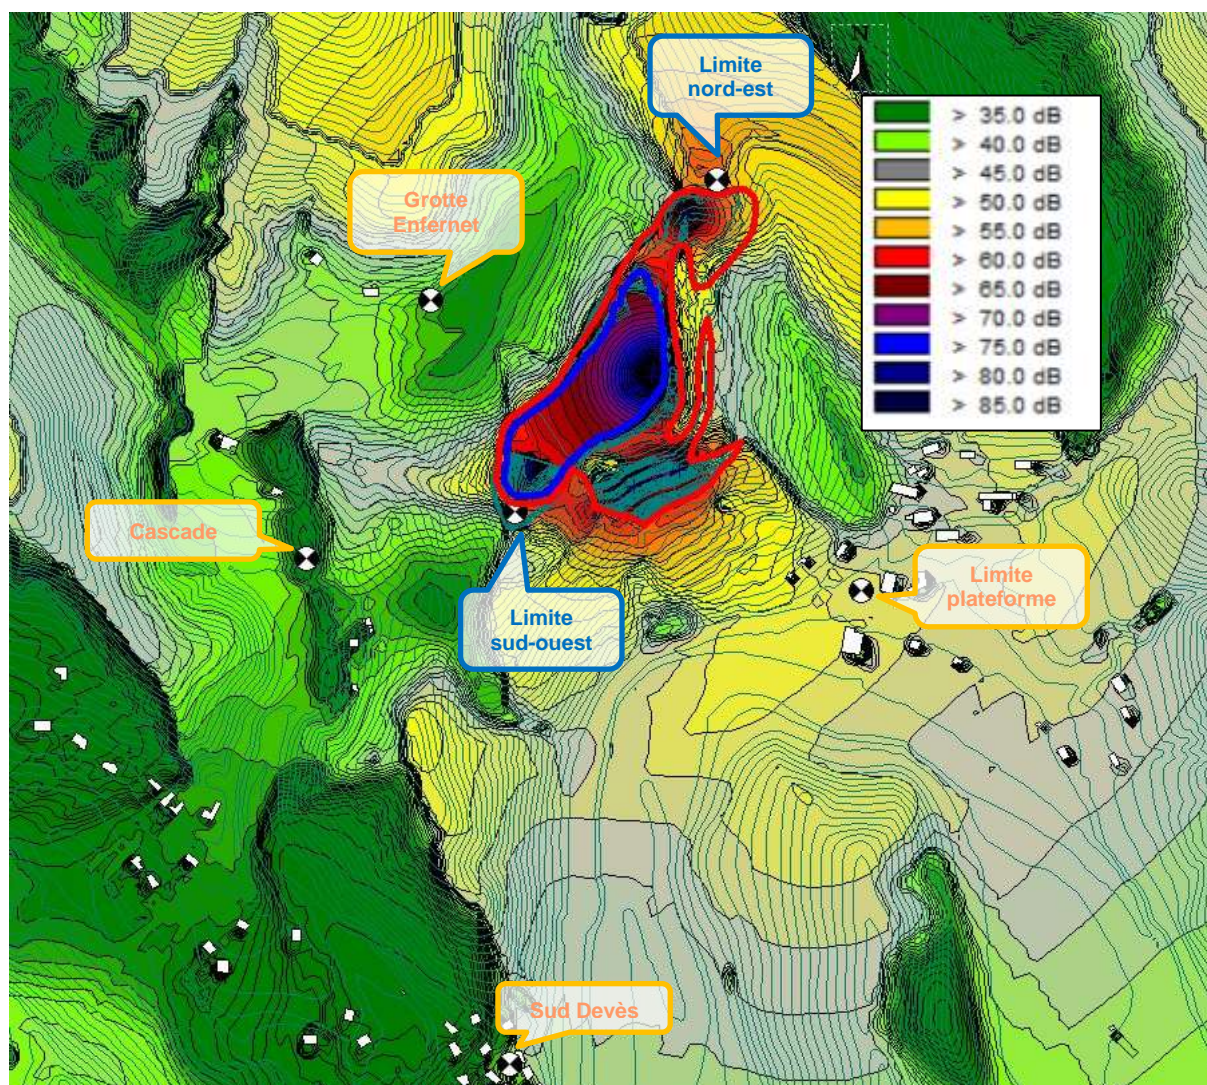 N
Limite
nord-est
> 35.0 dB
> 40.0 dB
> 45.0 dB
> 50.0 dB
> 55.0 dB
> 60.0 dB
> 65.0 dB
> 70.0 dB
> 75.0 dB
> 80.0 dB
> 85.0 dB
Grotte
Enfernet
Cascade
Limite
plateforme
Limite
sud-ouest
Sud Devès